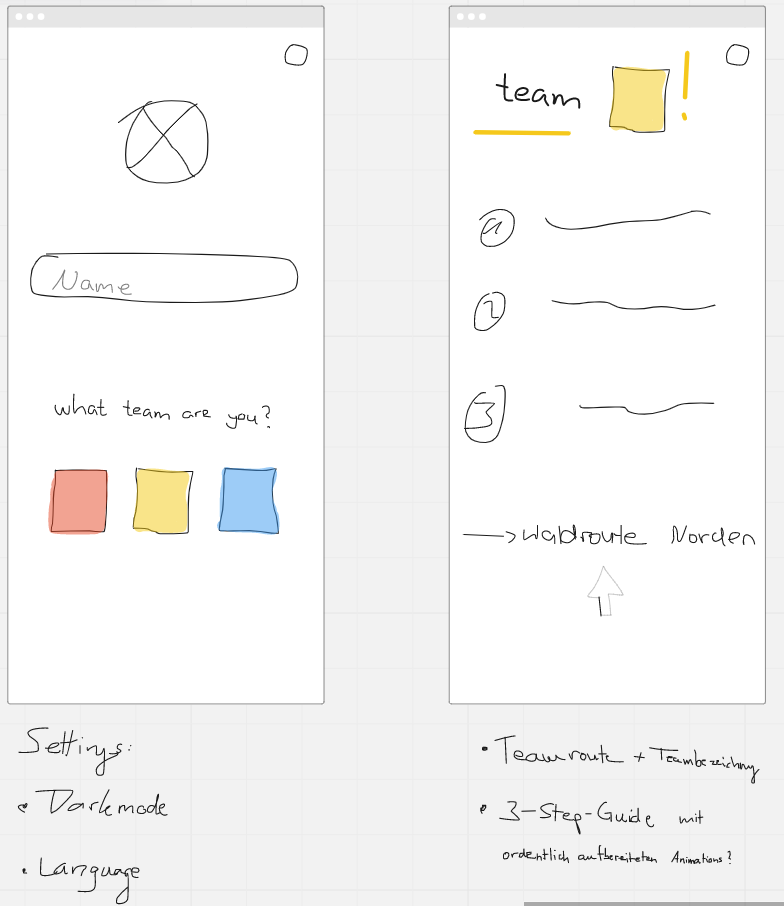 Name
what team are you?
Settings:
• Darkmode
• Language
team !
1
2
3
→ Waldroute Norden
• Teamroute + Teambezeichnung
• 3-Step-Guide mit
ordentlich aufbereiteten Animations?